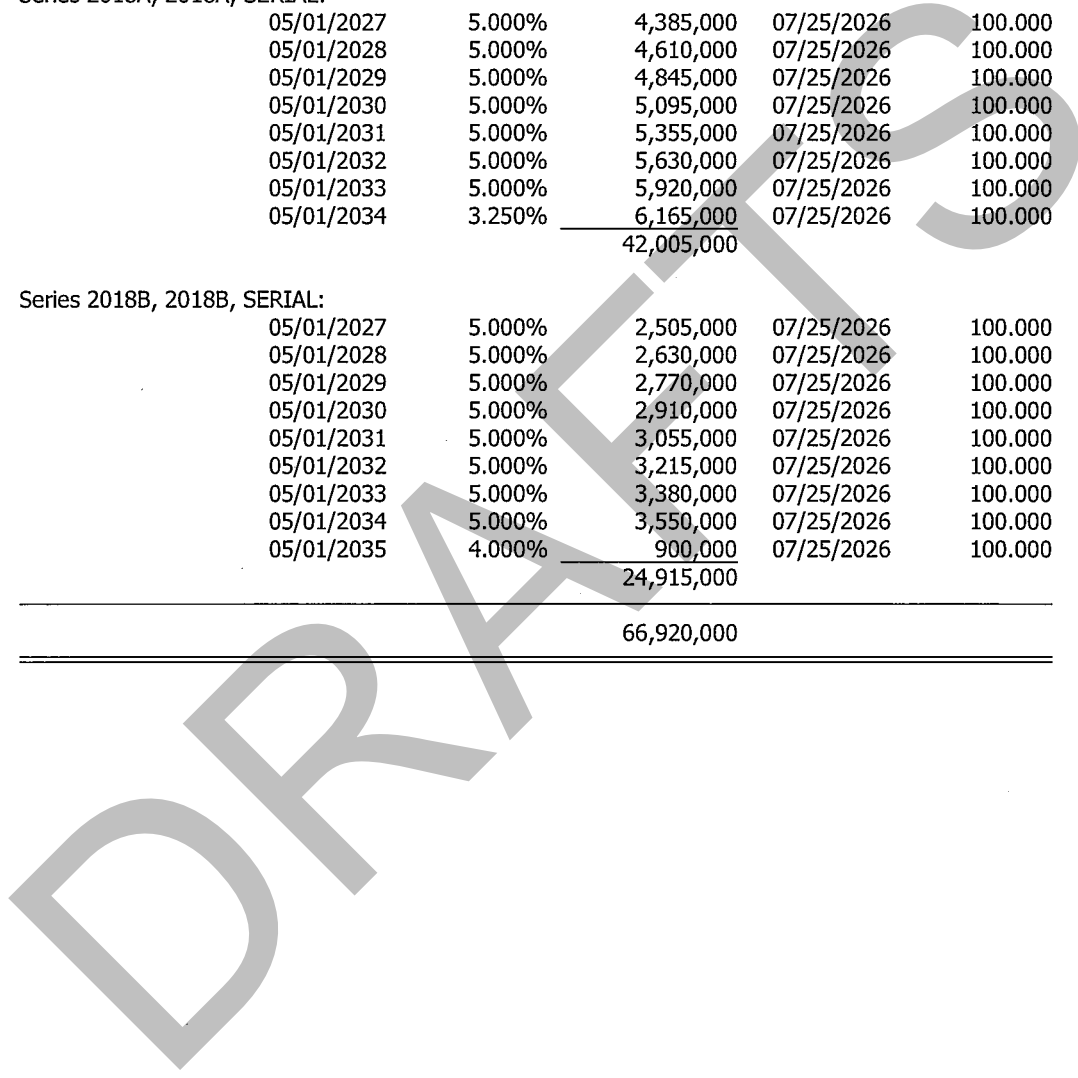 Series 2018A, 2018A, SERIAL:
05/01/2027 5.000% 4,385,000 07/25/2026 100.000
05/01/2028 5.000% 4,610,000 07/25/2026 100.000
05/01/2029 5.000% 4,845,000 07/25/2026 100.000
05/01/2030 5.000% 5,095,000 07/25/2026 100.000
05/01/2031 5.000% 5,355,000 07/25/2026 100.000
05/01/2032 5.000% 5,630,000 07/25/2026 100.000
05/01/2033 5.000% 5,920,000 07/25/2026 100.000
05/01/2034 3.250% 6,165,000 07/25/2026 100.000
42,005,000
Series 2018B, 2018B, SERIAL:
05/01/2027 5.000% 2,505,000 07/25/2026 100.000
05/01/2028 5.000% 2,630,000 07/25/2026 100.000
05/01/2029 5.000% 2,770,000 07/25/2026 100.000
05/01/2030 5.000% 2,910,000 07/25/2026 100.000
05/01/2031 5.000% 3,055,000 07/25/2026 100.000
05/01/2032 5.000% 3,215,000 07/25/2026 100.000
05/01/2033 5.000% 3,380,000 07/25/2026 100.000
05/01/2034 5.000% 3,550,000 07/25/2026 100.000
05/01/2035 4.000% 900,000 07/25/2026 100.000
24,915,000
66,920,000
DRAFTS